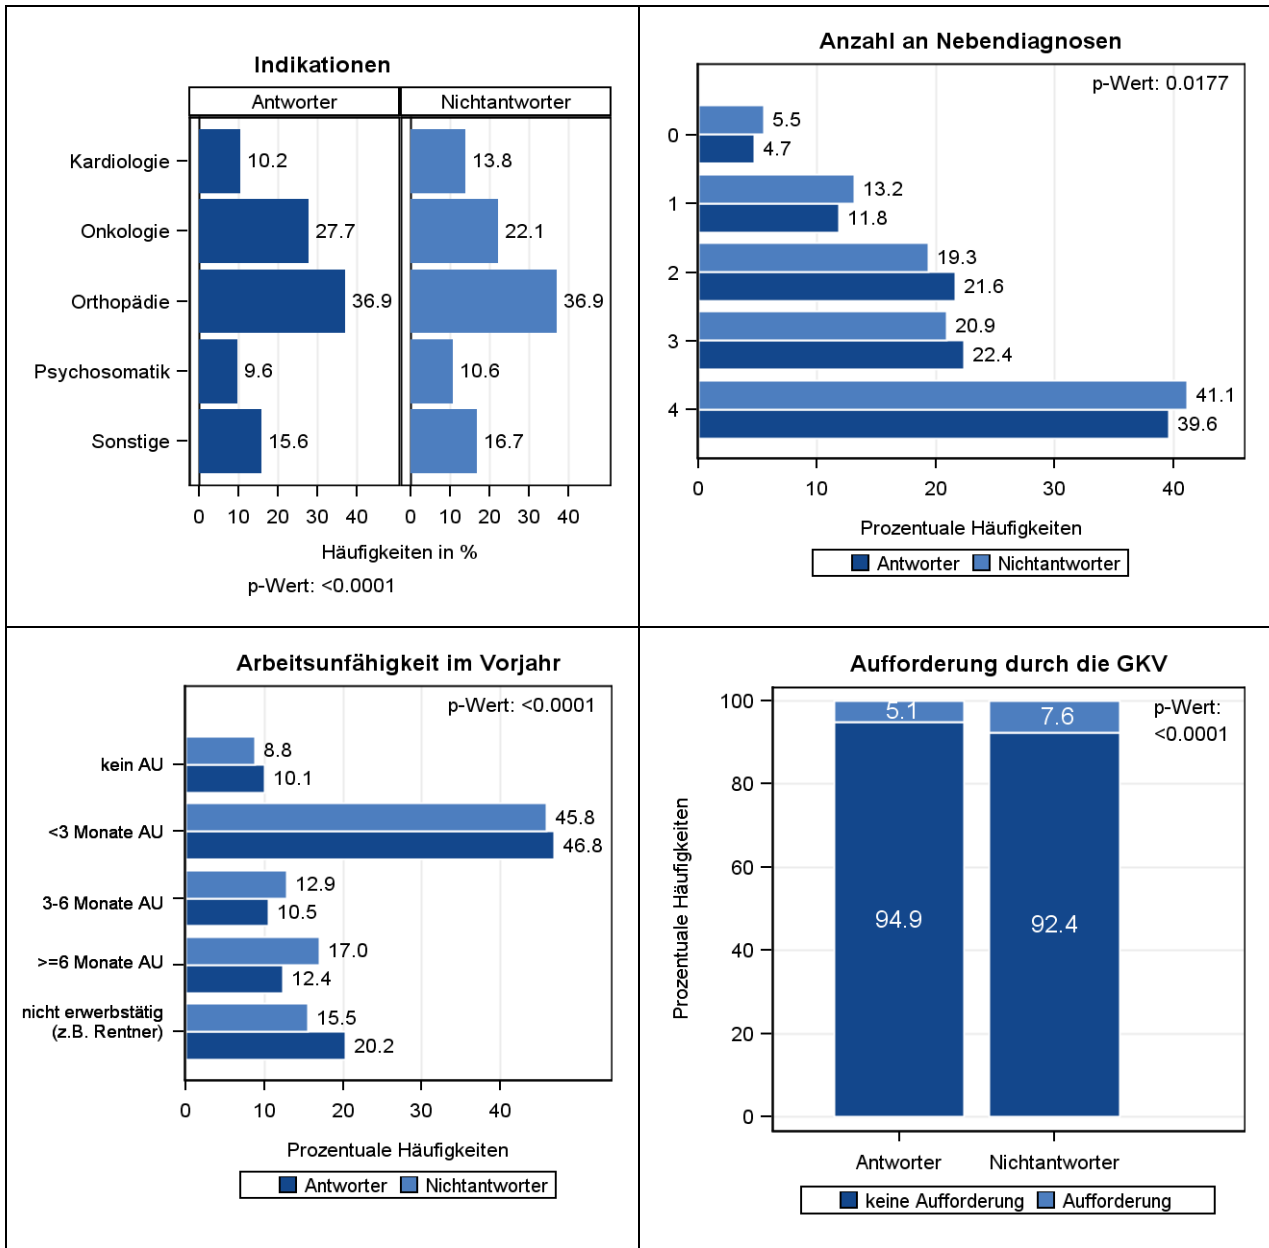 Indikationen
Antworter Nichtantworter
Kardiologie 10.2 13.8
Onkologie 27.7 22.1
Orthopädie 36.9 36.9
Psychosomatik 9.6 10.6
Sonstige 15.6 16.7
0 10 20 30 40 0 10 20 30 40
Häufigkeiten in %
p-Wert: <0.0001
Anzahl an Nebendiagnosen
p-Wert: 0.0177
0 5.5
4.7
1 13.2
11.8
2 19.3
21.6
3 20.9
22.4
4 41.1
39.6
0 10 20 30 40
Prozentuale Häufigkeiten
Antworter Nichtantworter
Arbeitsunfähigkeit im Vorjahr
p-Wert: <0.0001
kein AU 8.8
10.1
<3 Monate AU 45.8
46.8
3-6 Monate AU 12.9
10.5
>=6 Monate AU 17.0
12.4
nicht erwerbstätig 15.5
(z.B. Rentner) 20.2
0 10 20 30 40
Prozentuale Häufigkeiten
Antworter Nichtantworter
Aufforderung durch die GKV
100 5.1 7.6 p-Wert:
<0.0001
80
60
94.9 92.4
40
20
0
Prozentuale Häufigkeiten
Antworter Nichtantworter
keine Aufforderung Aufforderung